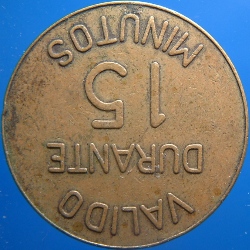 VALIDO
DURANTE
15
MINUTOS